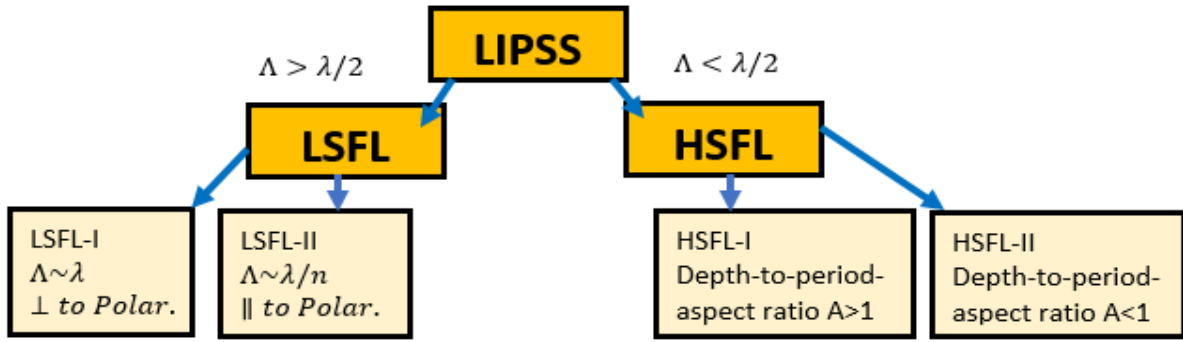 LIPSS
Λ > λ/2
Λ < λ/2
LSFL
HSFL
LSFL-I
Λ~λ
⊥ to Polar.
LSFL-II
Λ~λ/n
∥ to Polar.
HSFL-I
Depth-to-period-
aspect ratio A>1
HSFL-II
Depth-to-period-
aspect ratio A<1